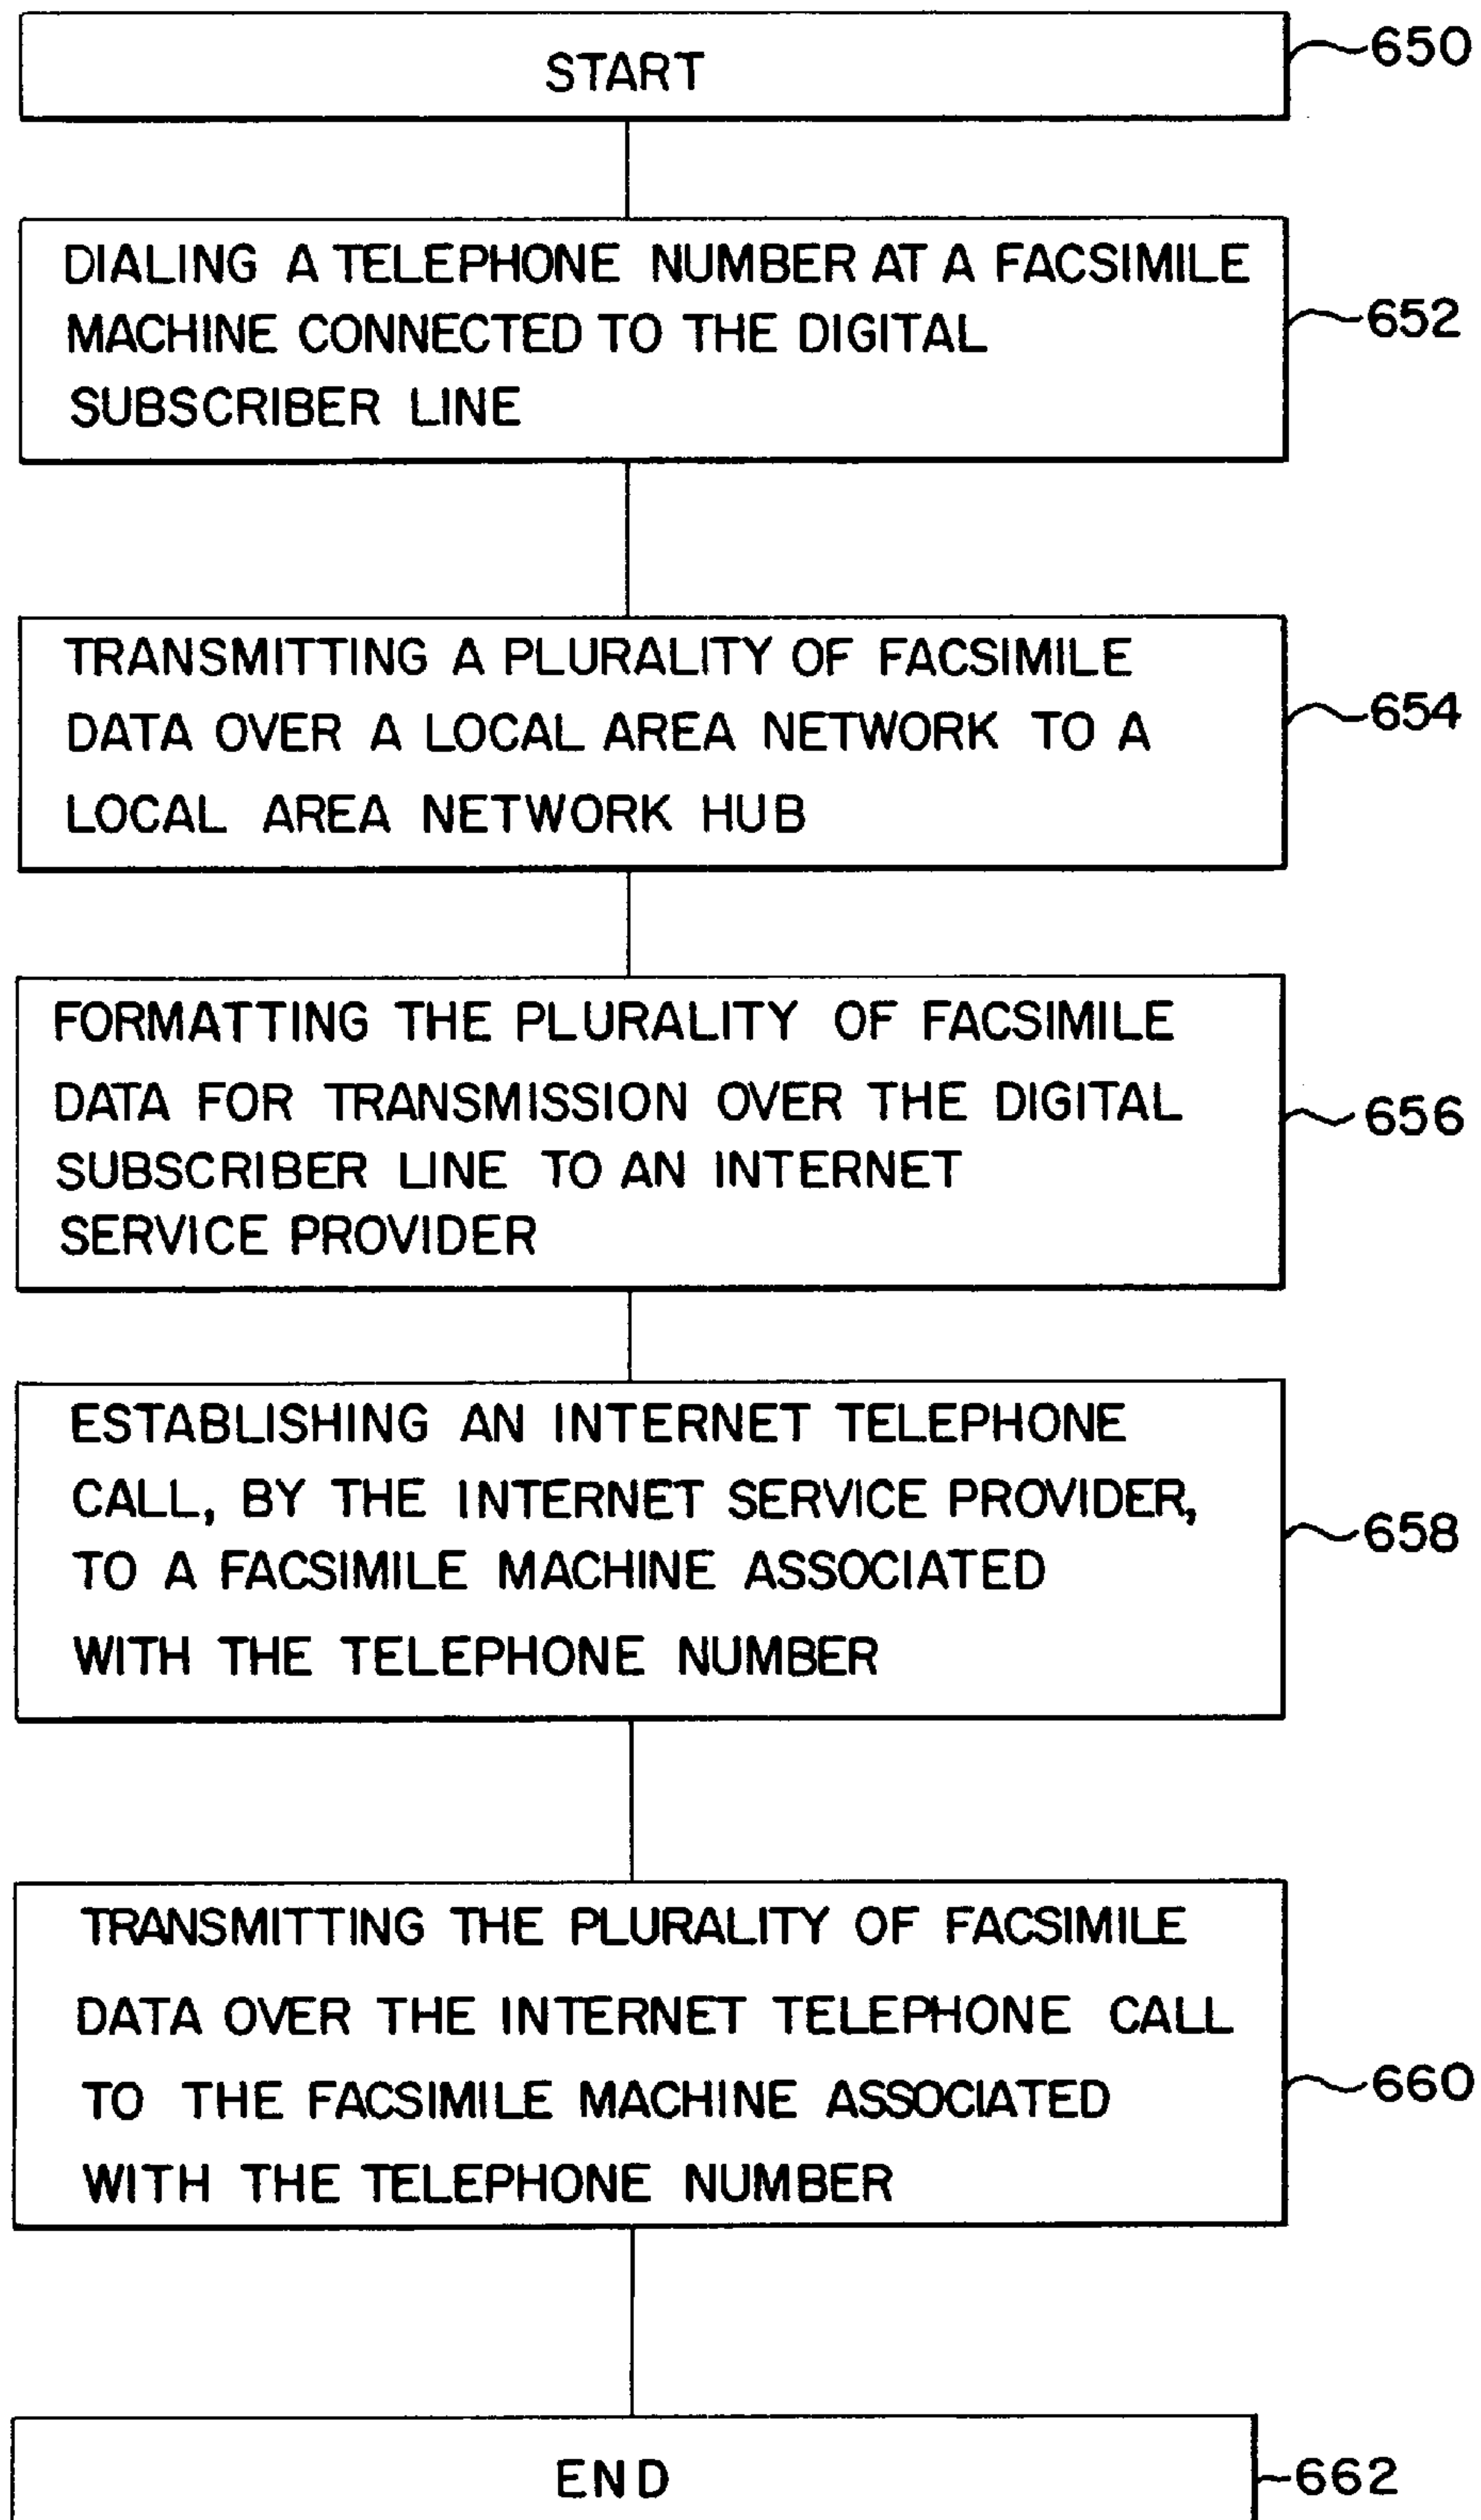 START
650
DIALING A TELEPHONE NUMBER AT A FACSIMILE
MACHINE CONNECTED TO THE DIGITAL
SUBSCRIBER LINE
652
TRANSMITTING A PLURALITY OF FACSIMILE
DATA OVER A LOCAL AREA NETWORK TO A
LOCAL AREA NETWORK HUB
654
FORMATTING THE PLURALITY OF FACSIMILE
DATA FOR TRANSMISSION OVER THE DIGITAL
SUBSCRIBER LINE TO AN INTERNET
SERVICE PROVIDER
656
ESTABLISHING AN INTERNET TELEPHONE
CALL, BY THE INTERNET SERVICE PROVIDER,
TO A FACSIMILE MACHINE ASSOCIATED
WITH THE TELEPHONE NUMBER
658
TRANSMITTING THE PLURALITY OF FACSIMILE
DATA OVER THE INTERNET TELEPHONE CALL
TO THE FACSIMILE MACHINE ASSOCIATED
WITH THE TELEPHONE NUMBER
660
END
662